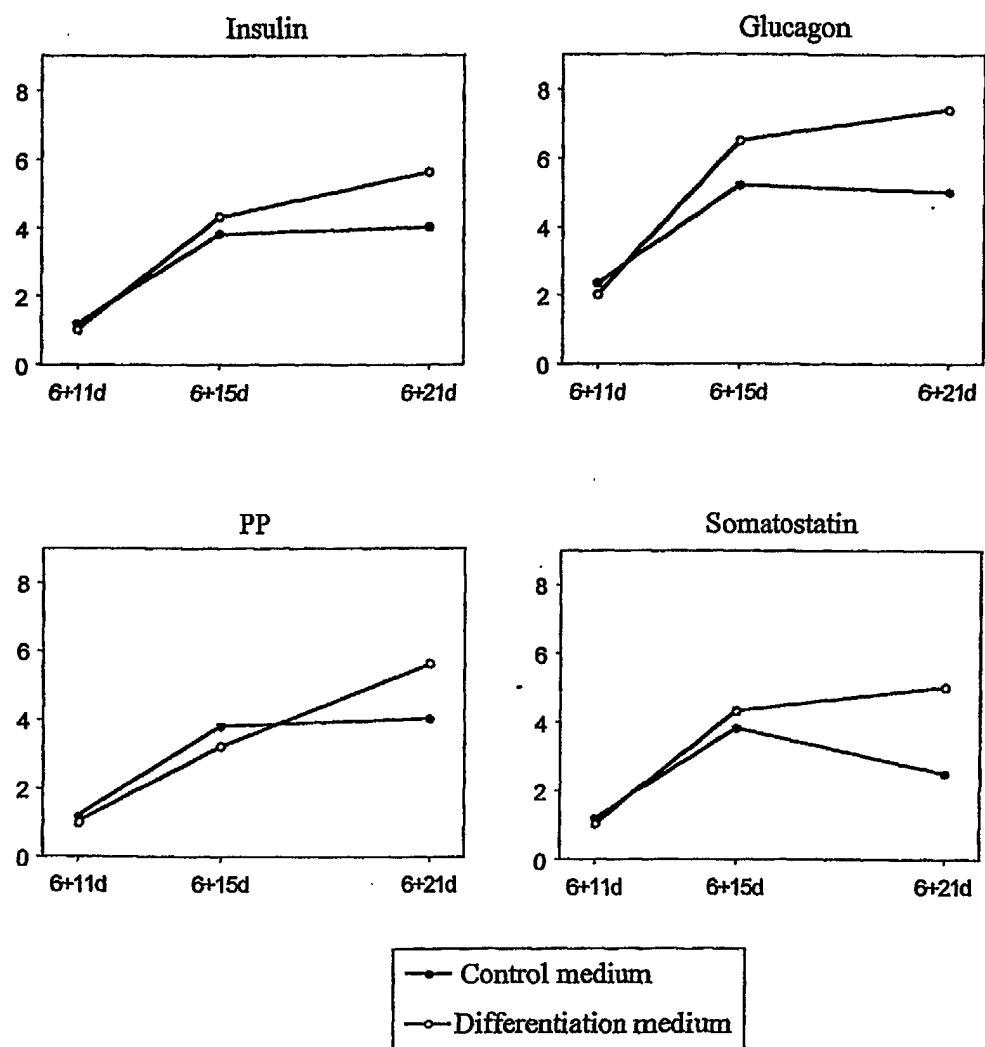 Insulin
8
6
4
2
0
6+11d 6+15d 6+21d
Glucagon
8
6
4
2
0
6+11d 6+15d 6+21d
PP
8
6
4
2
0
6+11d 6+15d 6+21d
Somatostatin
8
6
4
2
0
6+11d 6+15d 6+21d
Control medium
Differentiation medium